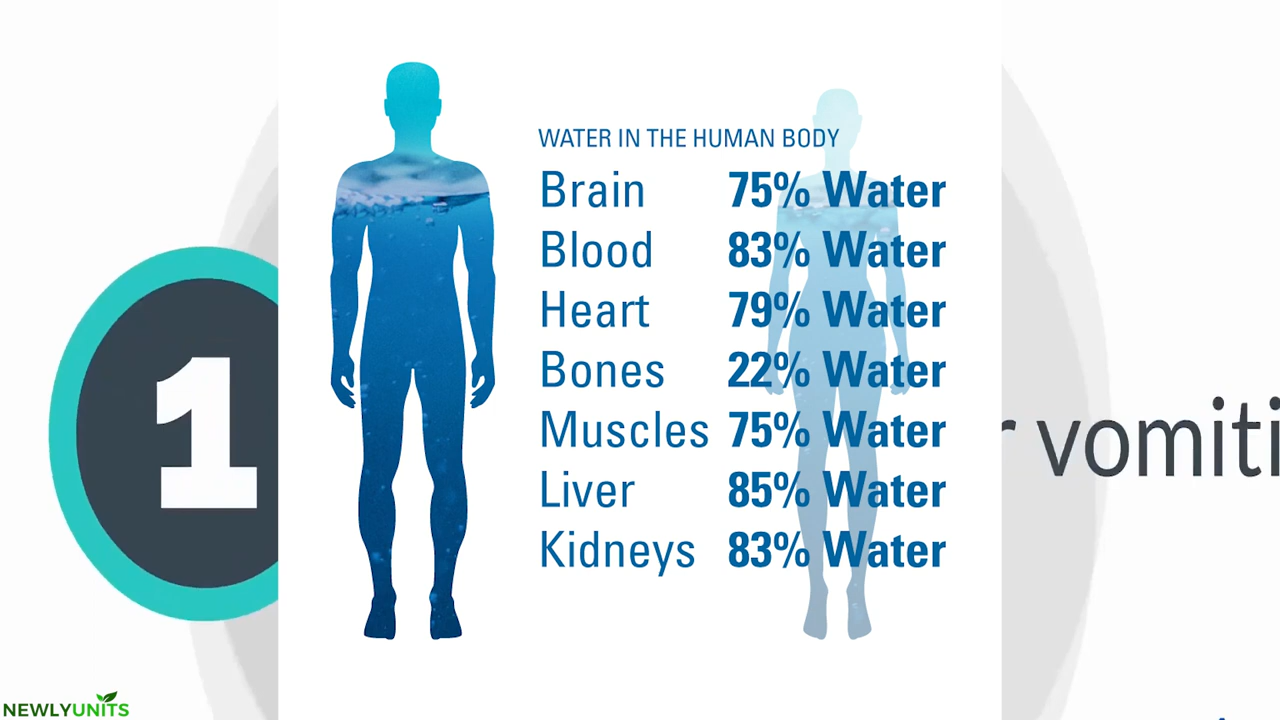 WATER IN THE HUMAN BODY
Brain 75% Water
Blood 83% Water
Heart 79% Water
Bones 22% Water
Muscles 75% Water
Liver 85% Water
Kidneys 83% Water
1
NEWLYUNITS